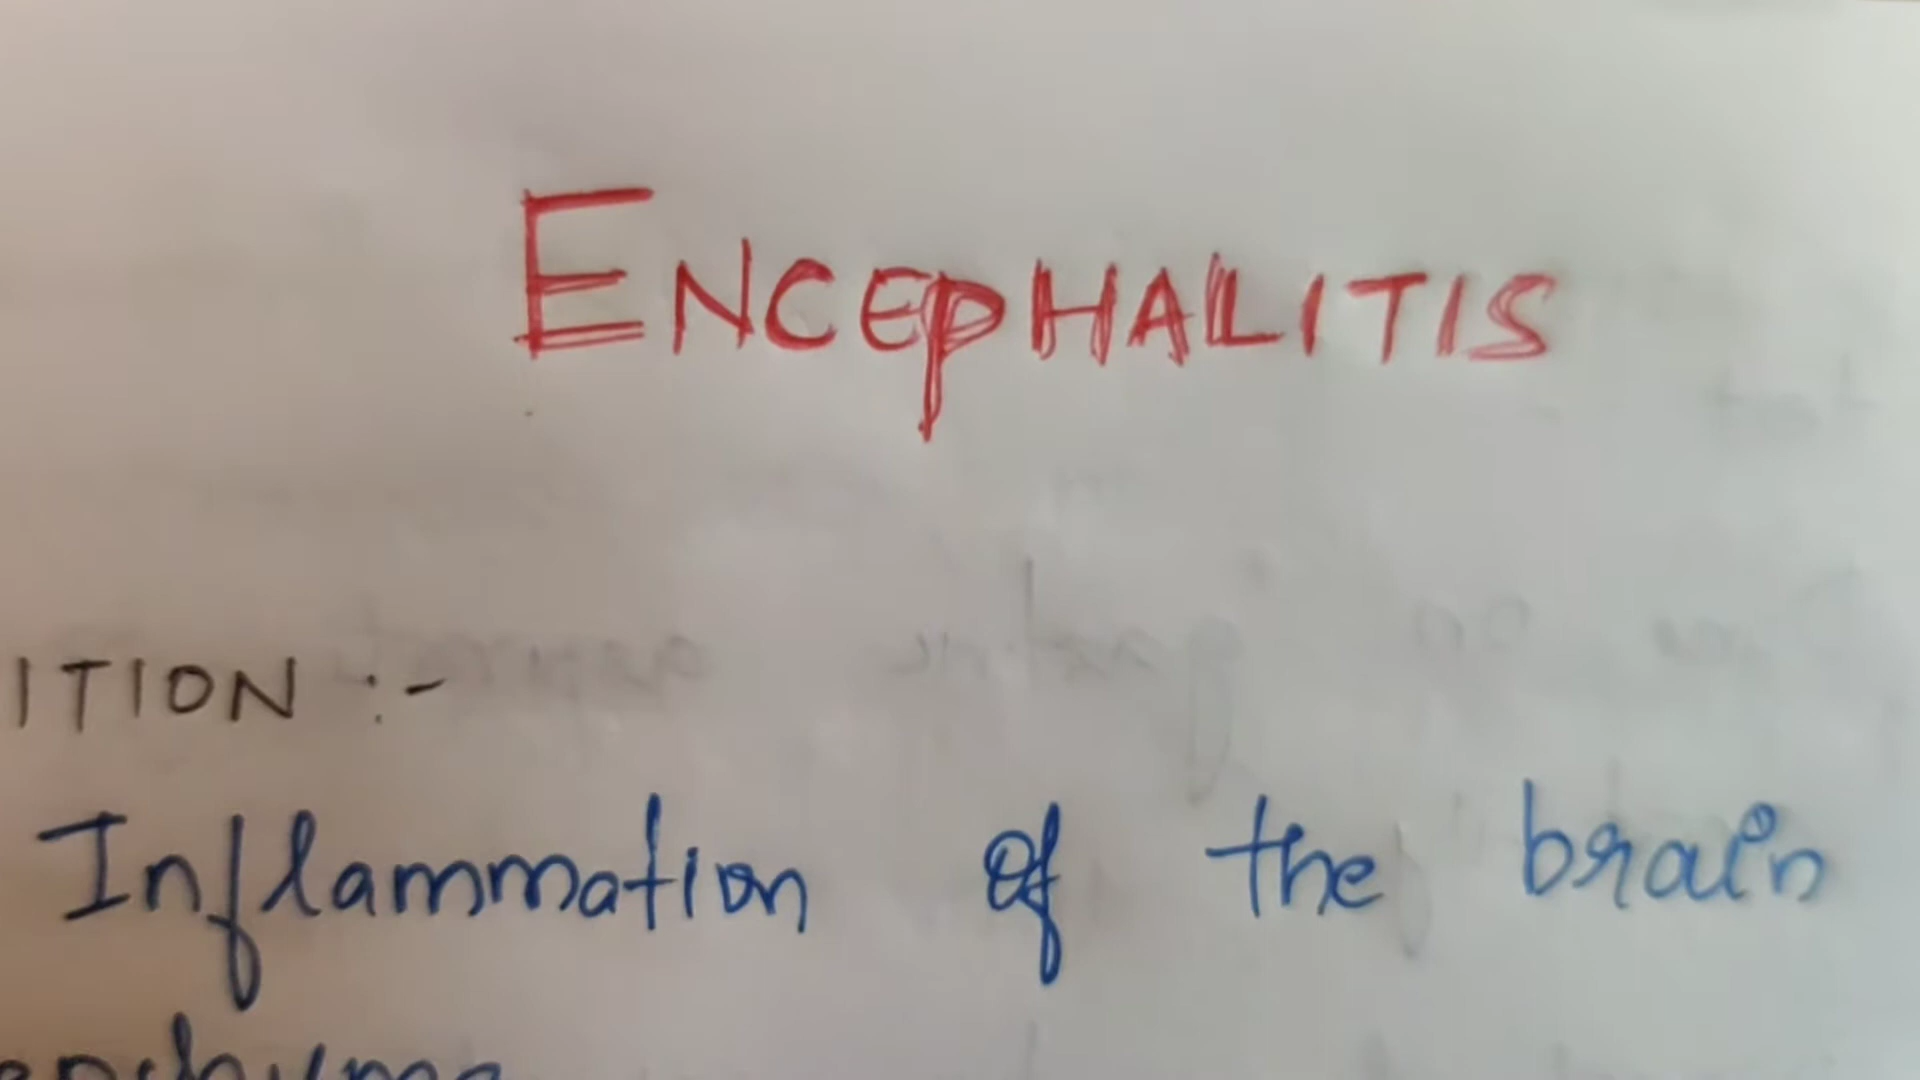 ENCEPHALITIS
ITION :-
Inflammation of the brain